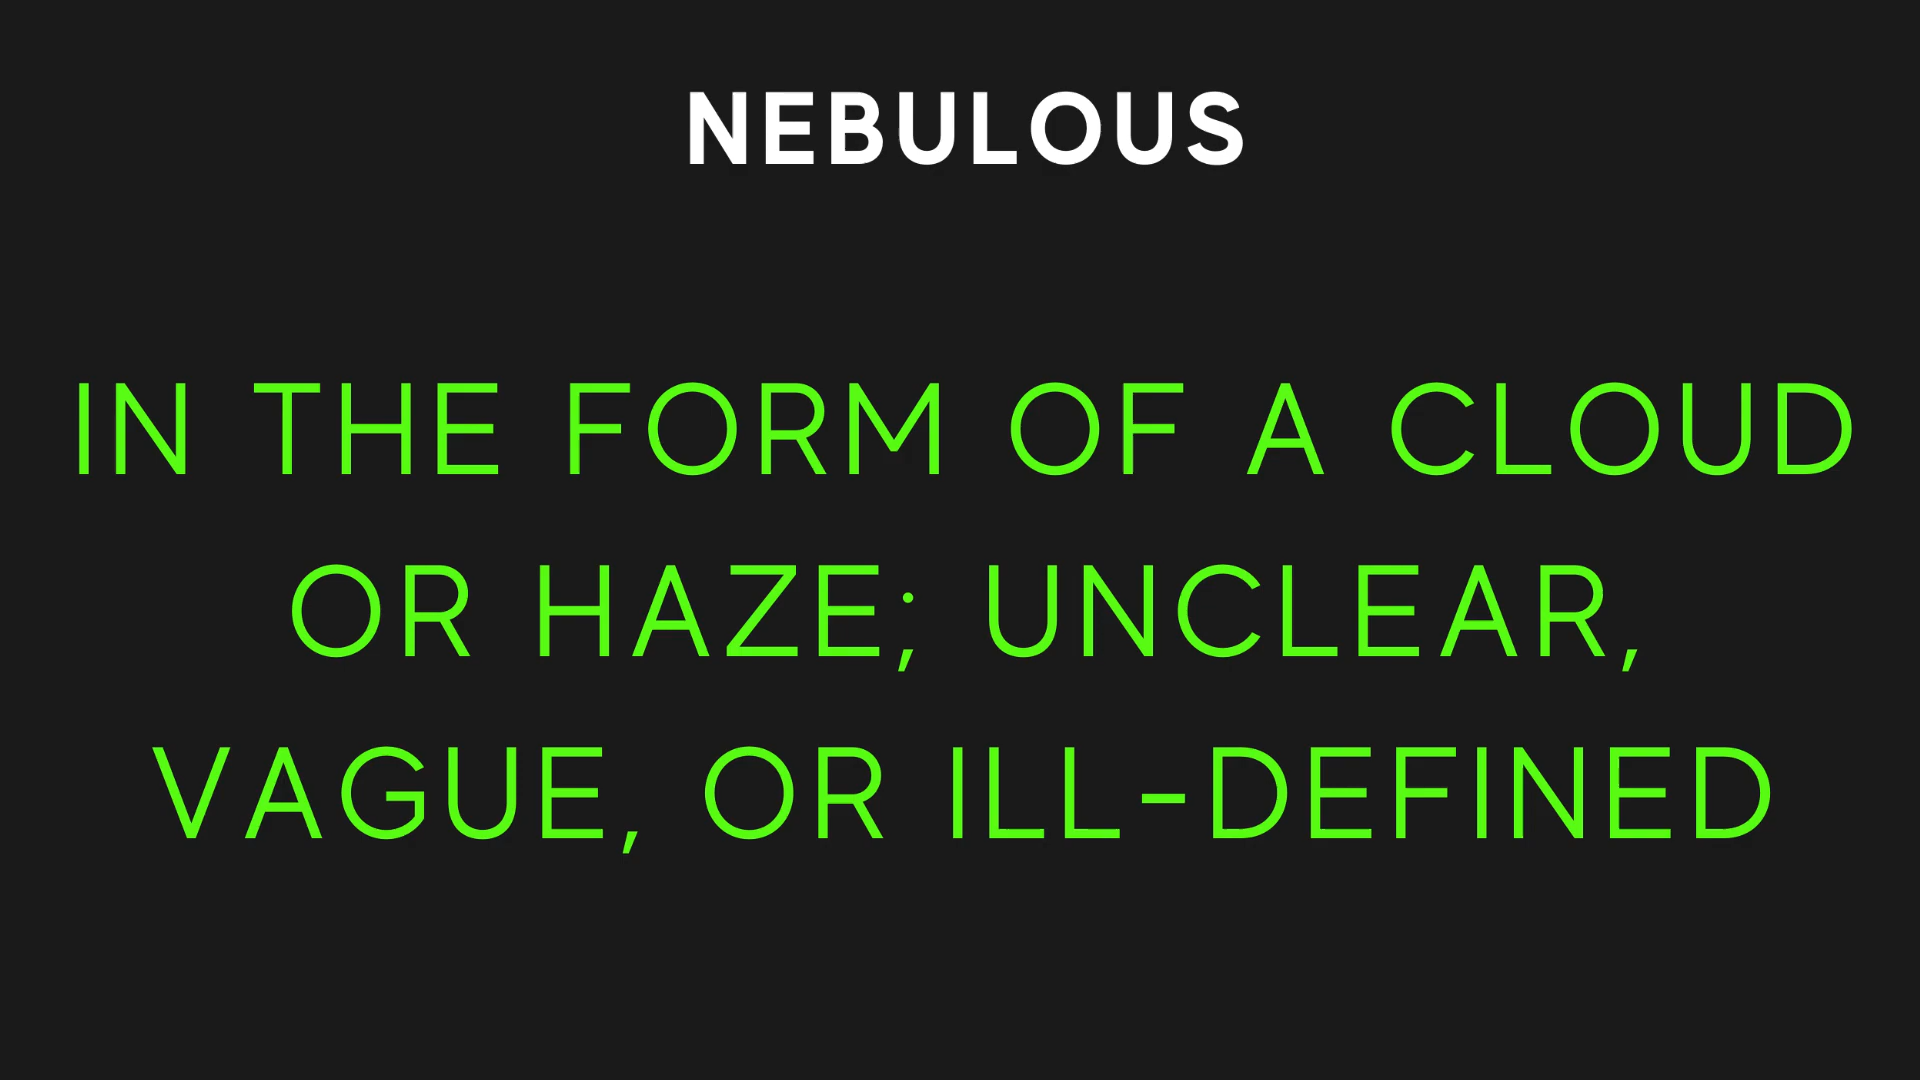 NEBULOUS
IN THE FORM OF A CLOUD
OR HAZE; UNCLEAR,
VAGUE, OR ILL-DEFINED